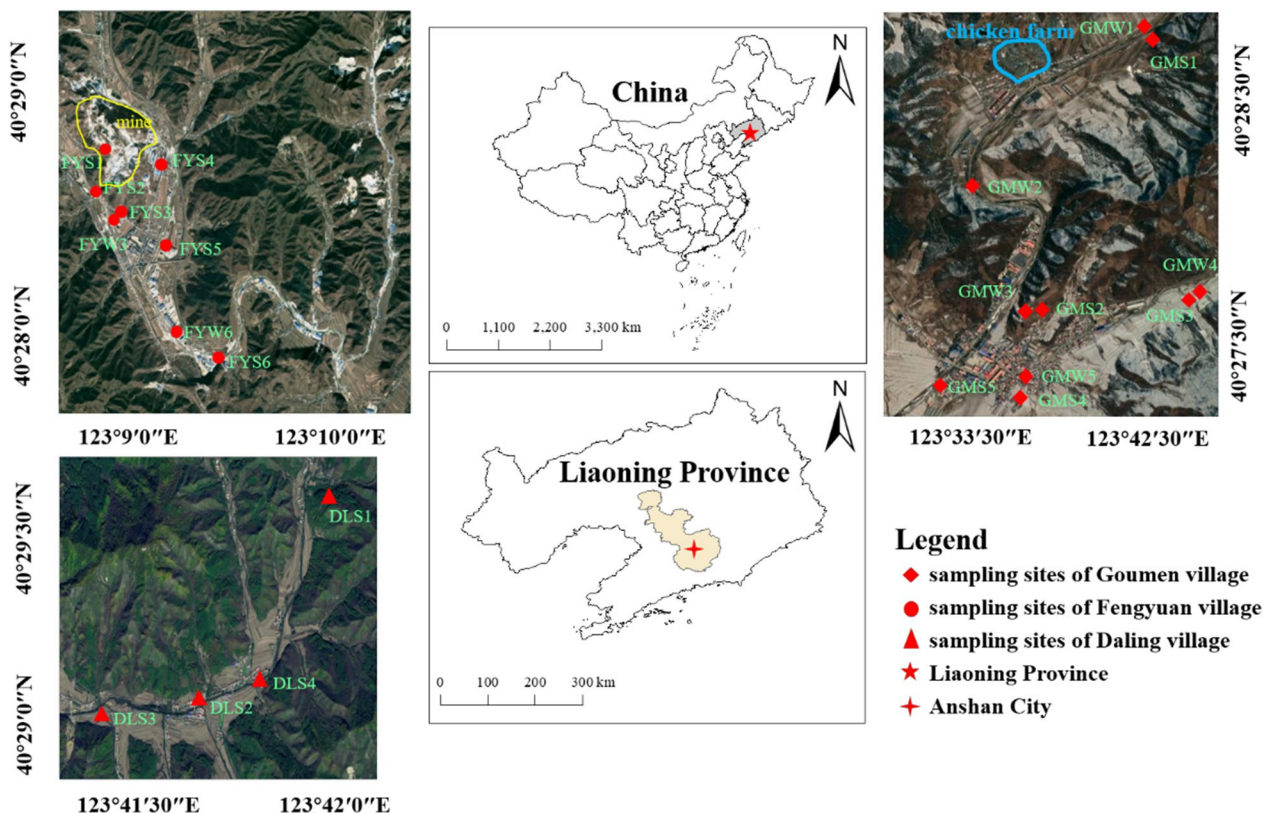 40°29′0″N
40°28′0″N
mine
FYS1
FYS4
FYS2
FYS3
FYW3
FYS5
FYW6
FYS6
123°9′0″E
123°10′0″E
N
China
0
1,100
2,200
3,300 km
chicken farm
GMW1
GMS1
GMW2
GMW4
GMW3
GMS2
GMS3
GMW5
GMS5
GMS4
40°28′30″N
40°27′30″N
123°33′30″E
123°42′30″E
40°29′30″N
40°29′0″N
DLS1
DLS4
DLS2
DLS3
123°41′30″E
123°42′0″E
N
Liaoning Province
0
100
200
300 km
Legend
sampling sites of Goumen village
sampling sites of Fengyuan village
sampling sites of Daling village
Liaoning Province
Anshan City